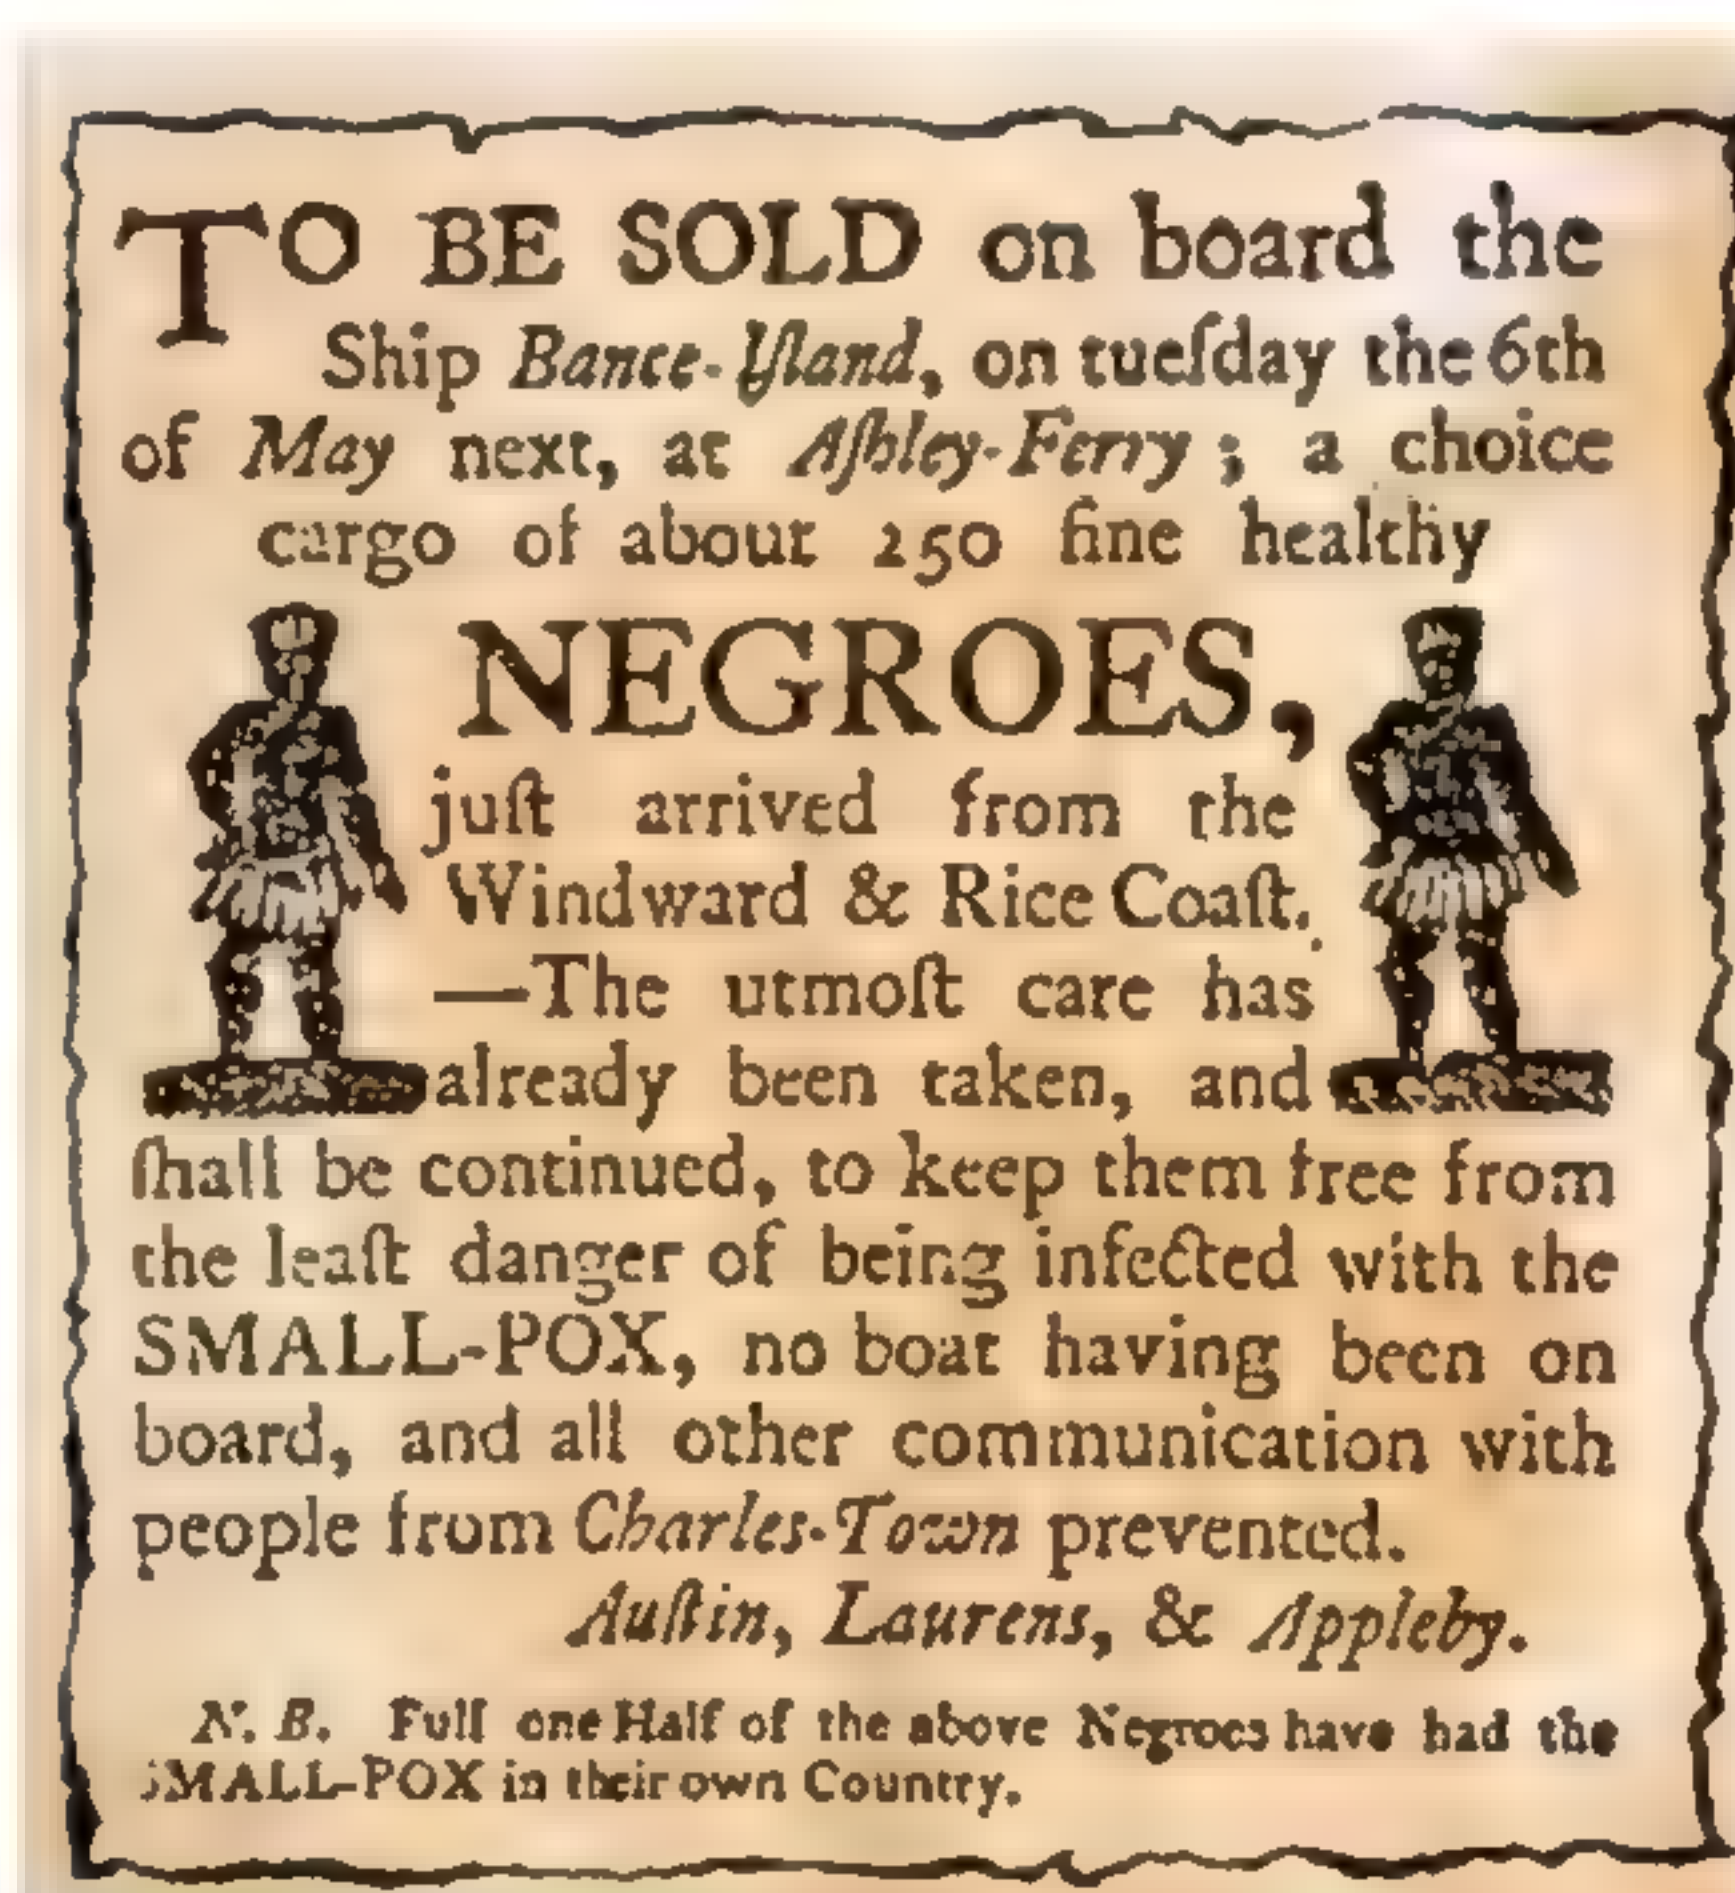 TO BE SOLD on board the
Ship Bance-Yſland, on tueſday the 6th
of May next, at Aſhley-Ferry; a choice
cargo of about 250 fine healthy
NEGROES,
juſt arrived from the
Windward & Rice Coaſt.
—The utmoſt care has
already been taken, and
ſhall be continued, to keep them free from
the leaſt danger of being infected with the
SMALL-POX, no boat having been on
board, and all other communication with
people from Charles-Town prevented.
Auſtin, Laurens, & Appleby.
N. B. Full one Half of the above Negroes have had the
SMALL-POX in their own Country.